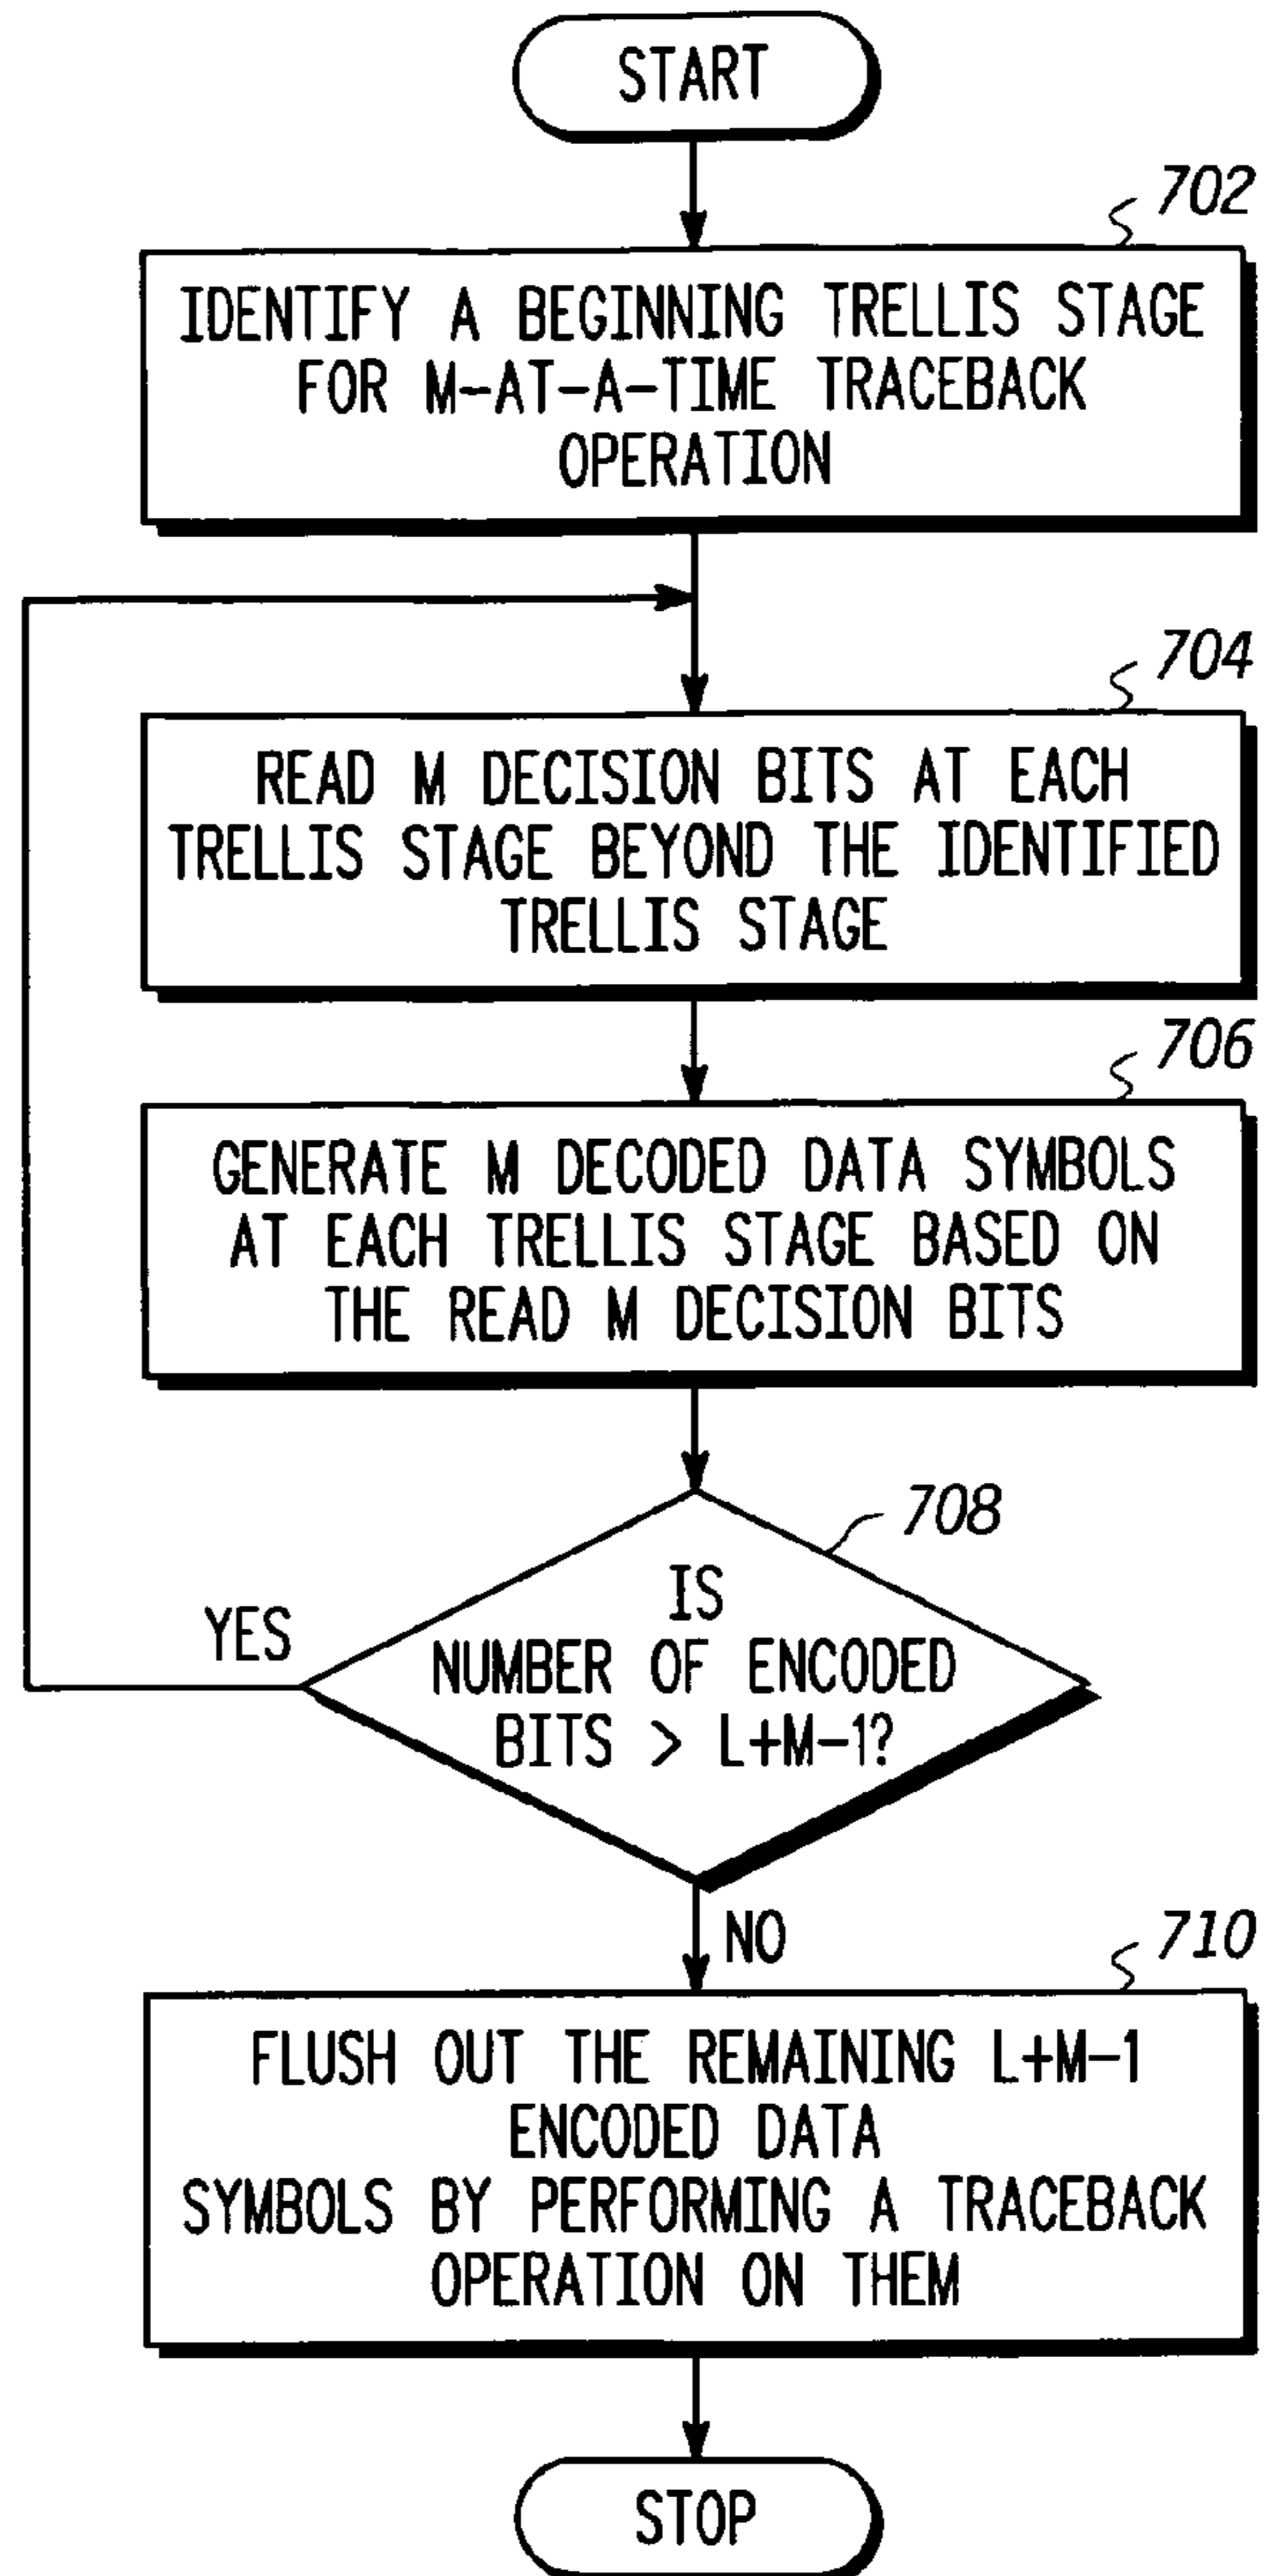 START
702
IDENTIFY A BEGINNING TRELLIS STAGE
FOR M-AT-A-TIME TRACEBACK
OPERATION
704
READ M DECISION BITS AT EACH
TRELLIS STAGE BEYOND THE IDENTIFIED
TRELLIS STAGE
706
GENERATE M DECODED DATA SYMBOLS
AT EACH TRELLIS STAGE BASED ON
THE READ M DECISION BITS
708
IS
NUMBER OF ENCODED
BITS > L+M-1?
YES
NO
710
FLUSH OUT THE REMAINING L+M-1
ENCODED DATA
SYMBOLS BY PERFORMING A TRACEBACK
OPERATION ON THEM
STOP